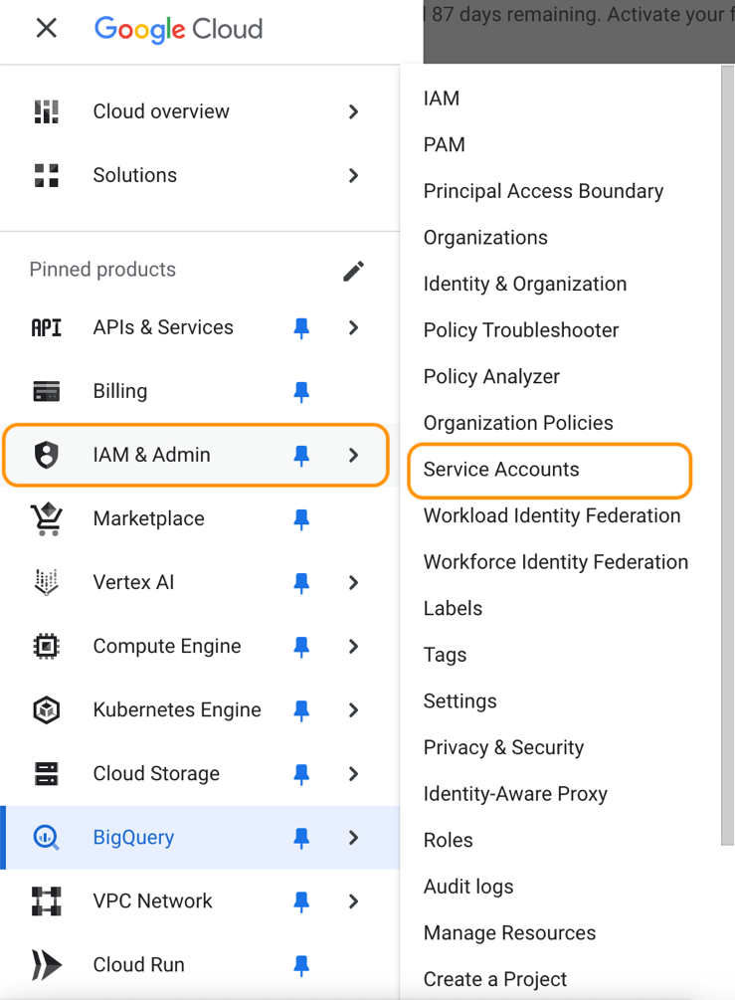 Google Cloud
87 days remaining. Activate your f
Cloud overview
Solutions
Pinned products
API APIs & Services
Billing
IAM & Admin
Marketplace
Vertex AI
Compute Engine
Kubernetes Engine
Cloud Storage
BigQuery
VPC Network
Cloud Run
IAM
PAM
Principal Access Boundary
Organizations
Identity & Organization
Policy Troubleshooter
Policy Analyzer
Organization Policies
Service Accounts
Workload Identity Federation
Workforce Identity Federation
Labels
Tags
Settings
Privacy & Security
Identity-Aware Proxy
Roles
Audit logs
Manage Resources
Create a Project